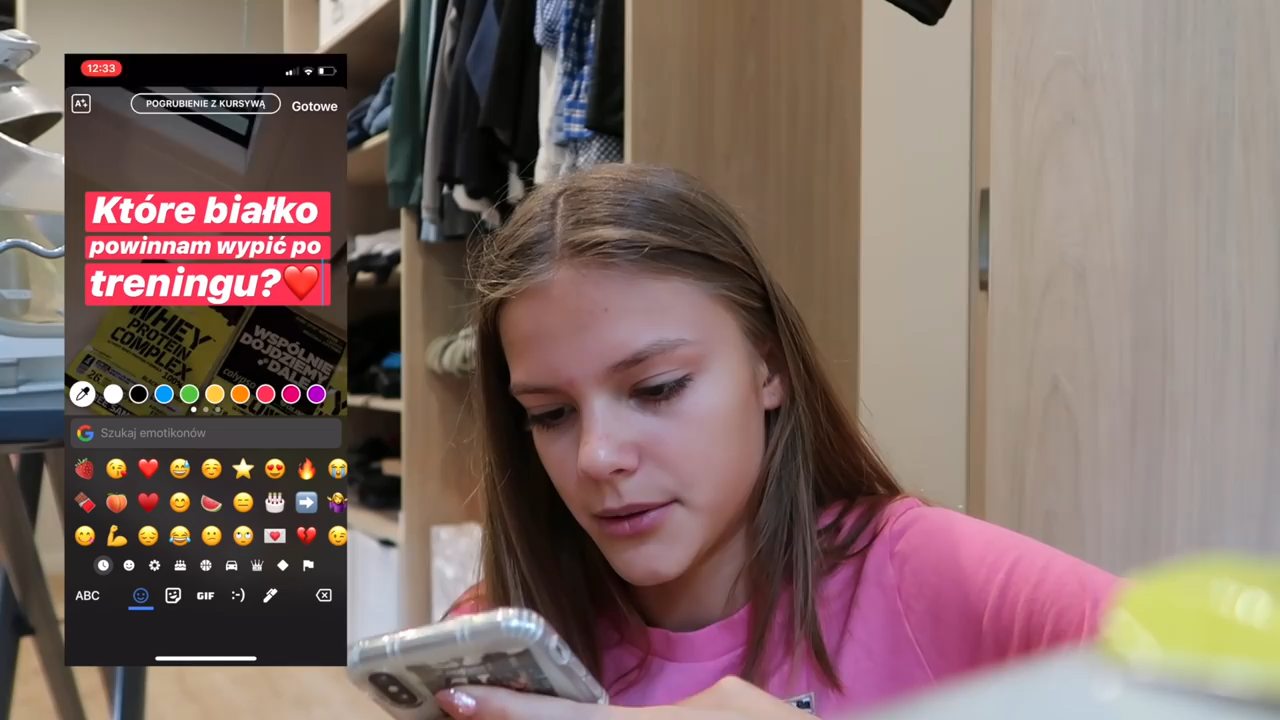 12:33
A
POGRUBIENIE Z KURSYWĄ
Gotowe
Które białko
powinnam wypić po
treningu?❤️
WHEY
PROTEIN
COMPLEX
100%
WSPÓLNIE
DOJDZIEMY
DALEJ
Szukaj emotikonów
ABC
GIF
:-)